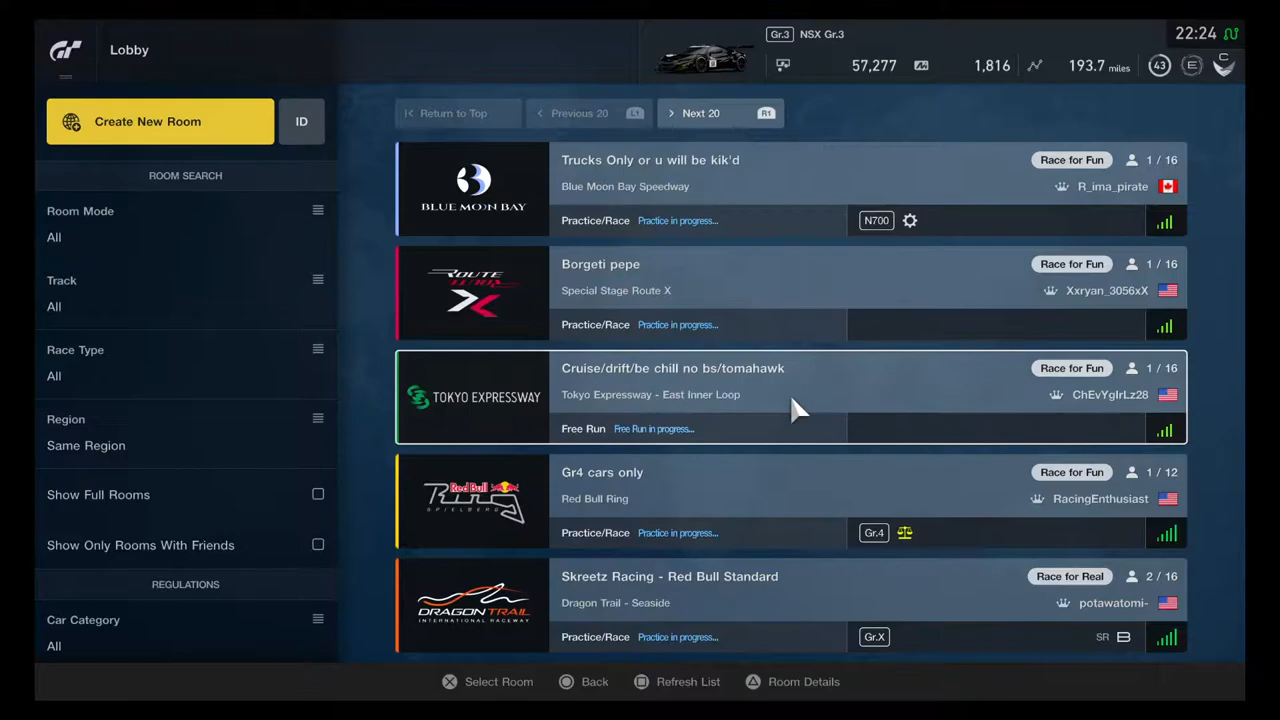 Lobby
Gr.3 NSX Gr.3
22:24
57,277 1,816 193.7 miles 43 E C
Create New Room ID
Return to Top Previous 20 L1 Next 20 R1
ROOM SEARCH
Room Mode
All
Track
All
Race Type
All
Region
Same Region
Show Full Rooms
Show Only Rooms With Friends
REGULATIONS
Car Category
All
BLUE MOON BAY
Trucks Only or u will be kik'd Race for Fun 1 / 16
Blue Moon Bay Speedway R_ima_pirate
Practice/Race Practice in progress... N700
ROUTE X
Borgeti pepe Race for Fun 1 / 16
Special Stage Route X Xxryan_3056xX
Practice/Race Practice in progress...
TOKYO EXPRESSWAY
Cruise/drift/be chill no bs/tomahawk Race for Fun 1 / 16
Tokyo Expressway - East Inner Loop ChEvYgIrLz28
Free Run Free Run in progress...
Red Bull
Ring
SPIELBERG
Gr4 cars only Race for Fun 1 / 12
Red Bull Ring RacingEnthusiast
Practice/Race Practice in progress... Gr.4
DRAGON TRAIL
INTERNATIONAL RACEWAY
Skreetz Racing - Red Bull Standard Race for Real 2 / 16
Dragon Trail - Seaside potawatomi-
Practice/Race Practice in progress... Gr.X SR B
Select Room Back Refresh List Room Details